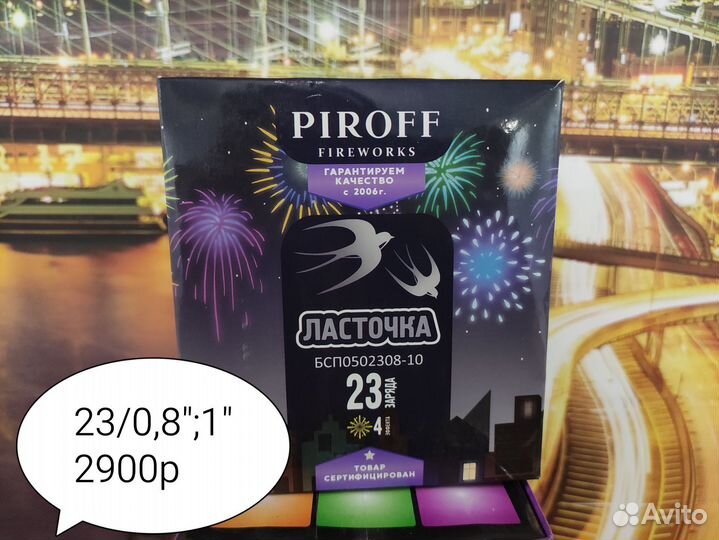 PIROFF
FIREWORKS
ГАРАНТИРУЕМ
КАЧЕСТВО
с 2006г.
ЛАСТОЧКА
БСП0502308-10
23 ЗАРЯДА
4 ЭФФЕКТА
ТОВАР
СЕРТИФИЦИРОВАН
23/0,8";1"
2900р
Avito